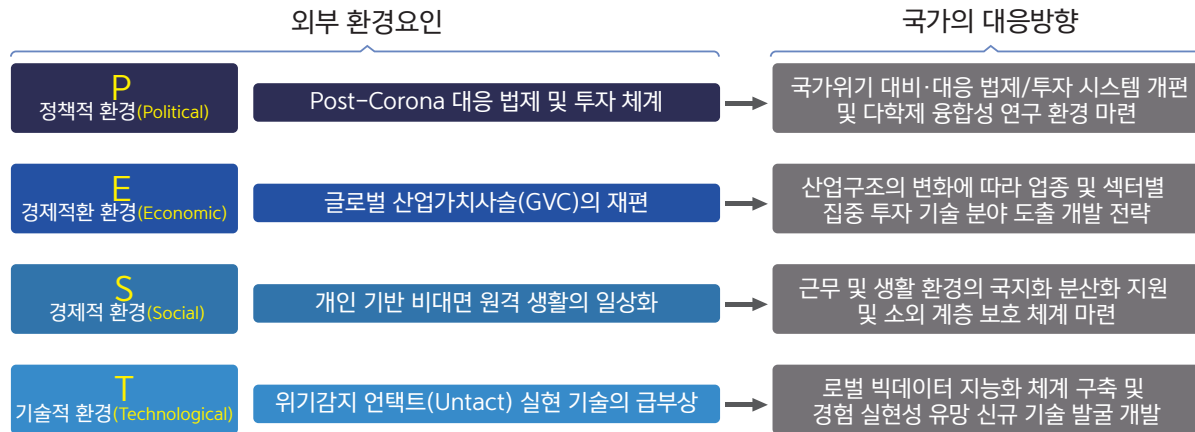 외부 환경요인
국가의 대응방향
P
정책적 환경(Political)
Post-Corona 대응 법제 및 투자 체계
국가위기 대비·대응 법제/투자 시스템 개편
및 다학제 융합성 연구 환경 마련
E
경제적환 환경(Economic)
글로벌 산업가치사슬(GVC)의 재편
산업구조의 변화에 따라 업종 및 섹터별
집중 투자 기술 분야 도출 개발 전략
S
경제적 환경(Social)
개인 기반 비대면 원격 생활의 일상화
근무 및 생활 환경의 국지화 분산화 지원
및 소외 계층 보호 체계 마련
T
기술적 환경(Technological)
위기감지 언택트(Untact) 실현 기술의 급부상
로벌 빅데이터 지능화 체계 구축 및
경험 실현성 유망 신규 기술 발굴 개발